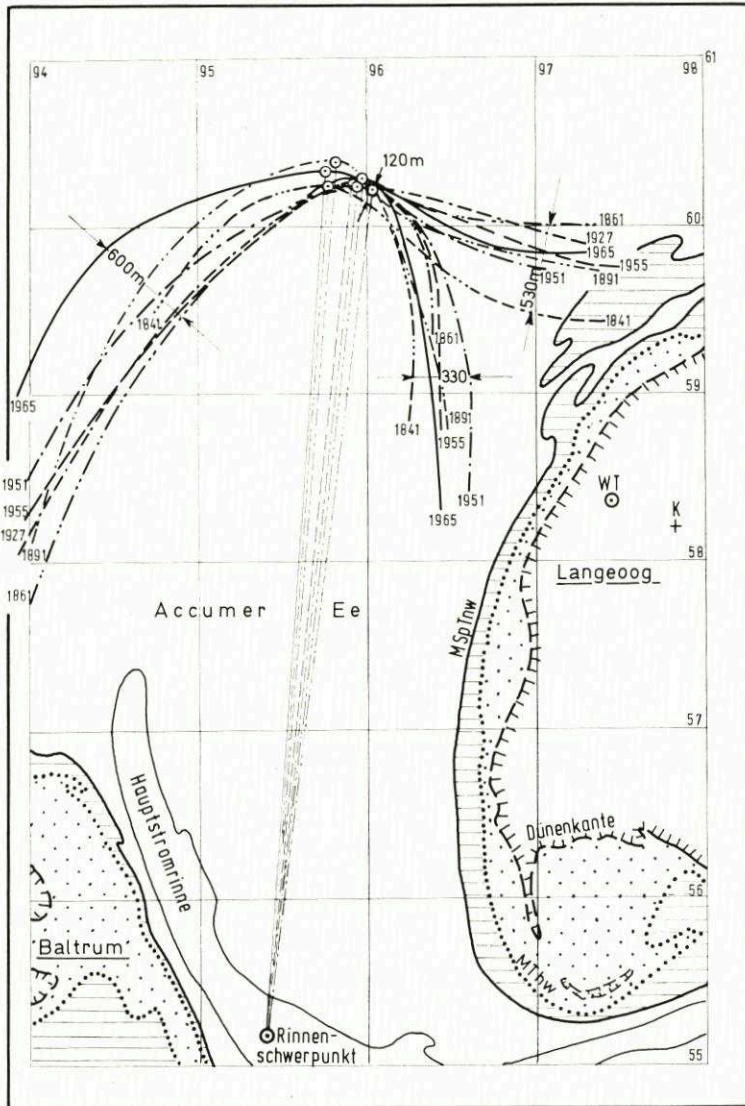 94
95
96
97
98
61
120m
600m
1861
60
1927
1965
1955
1951
1891
530m
1841
1841
1861
59
330
1965
1891
1841
1955
1951
1965
1951
1955
1927
1891
1861
WT
K
58
Langeoog
Accumer Ee
MSpTnw
57
Hauptstromrinne
Dünenkante
56
Baltrum
MThw
Rinnen-
schwerpunkt
55